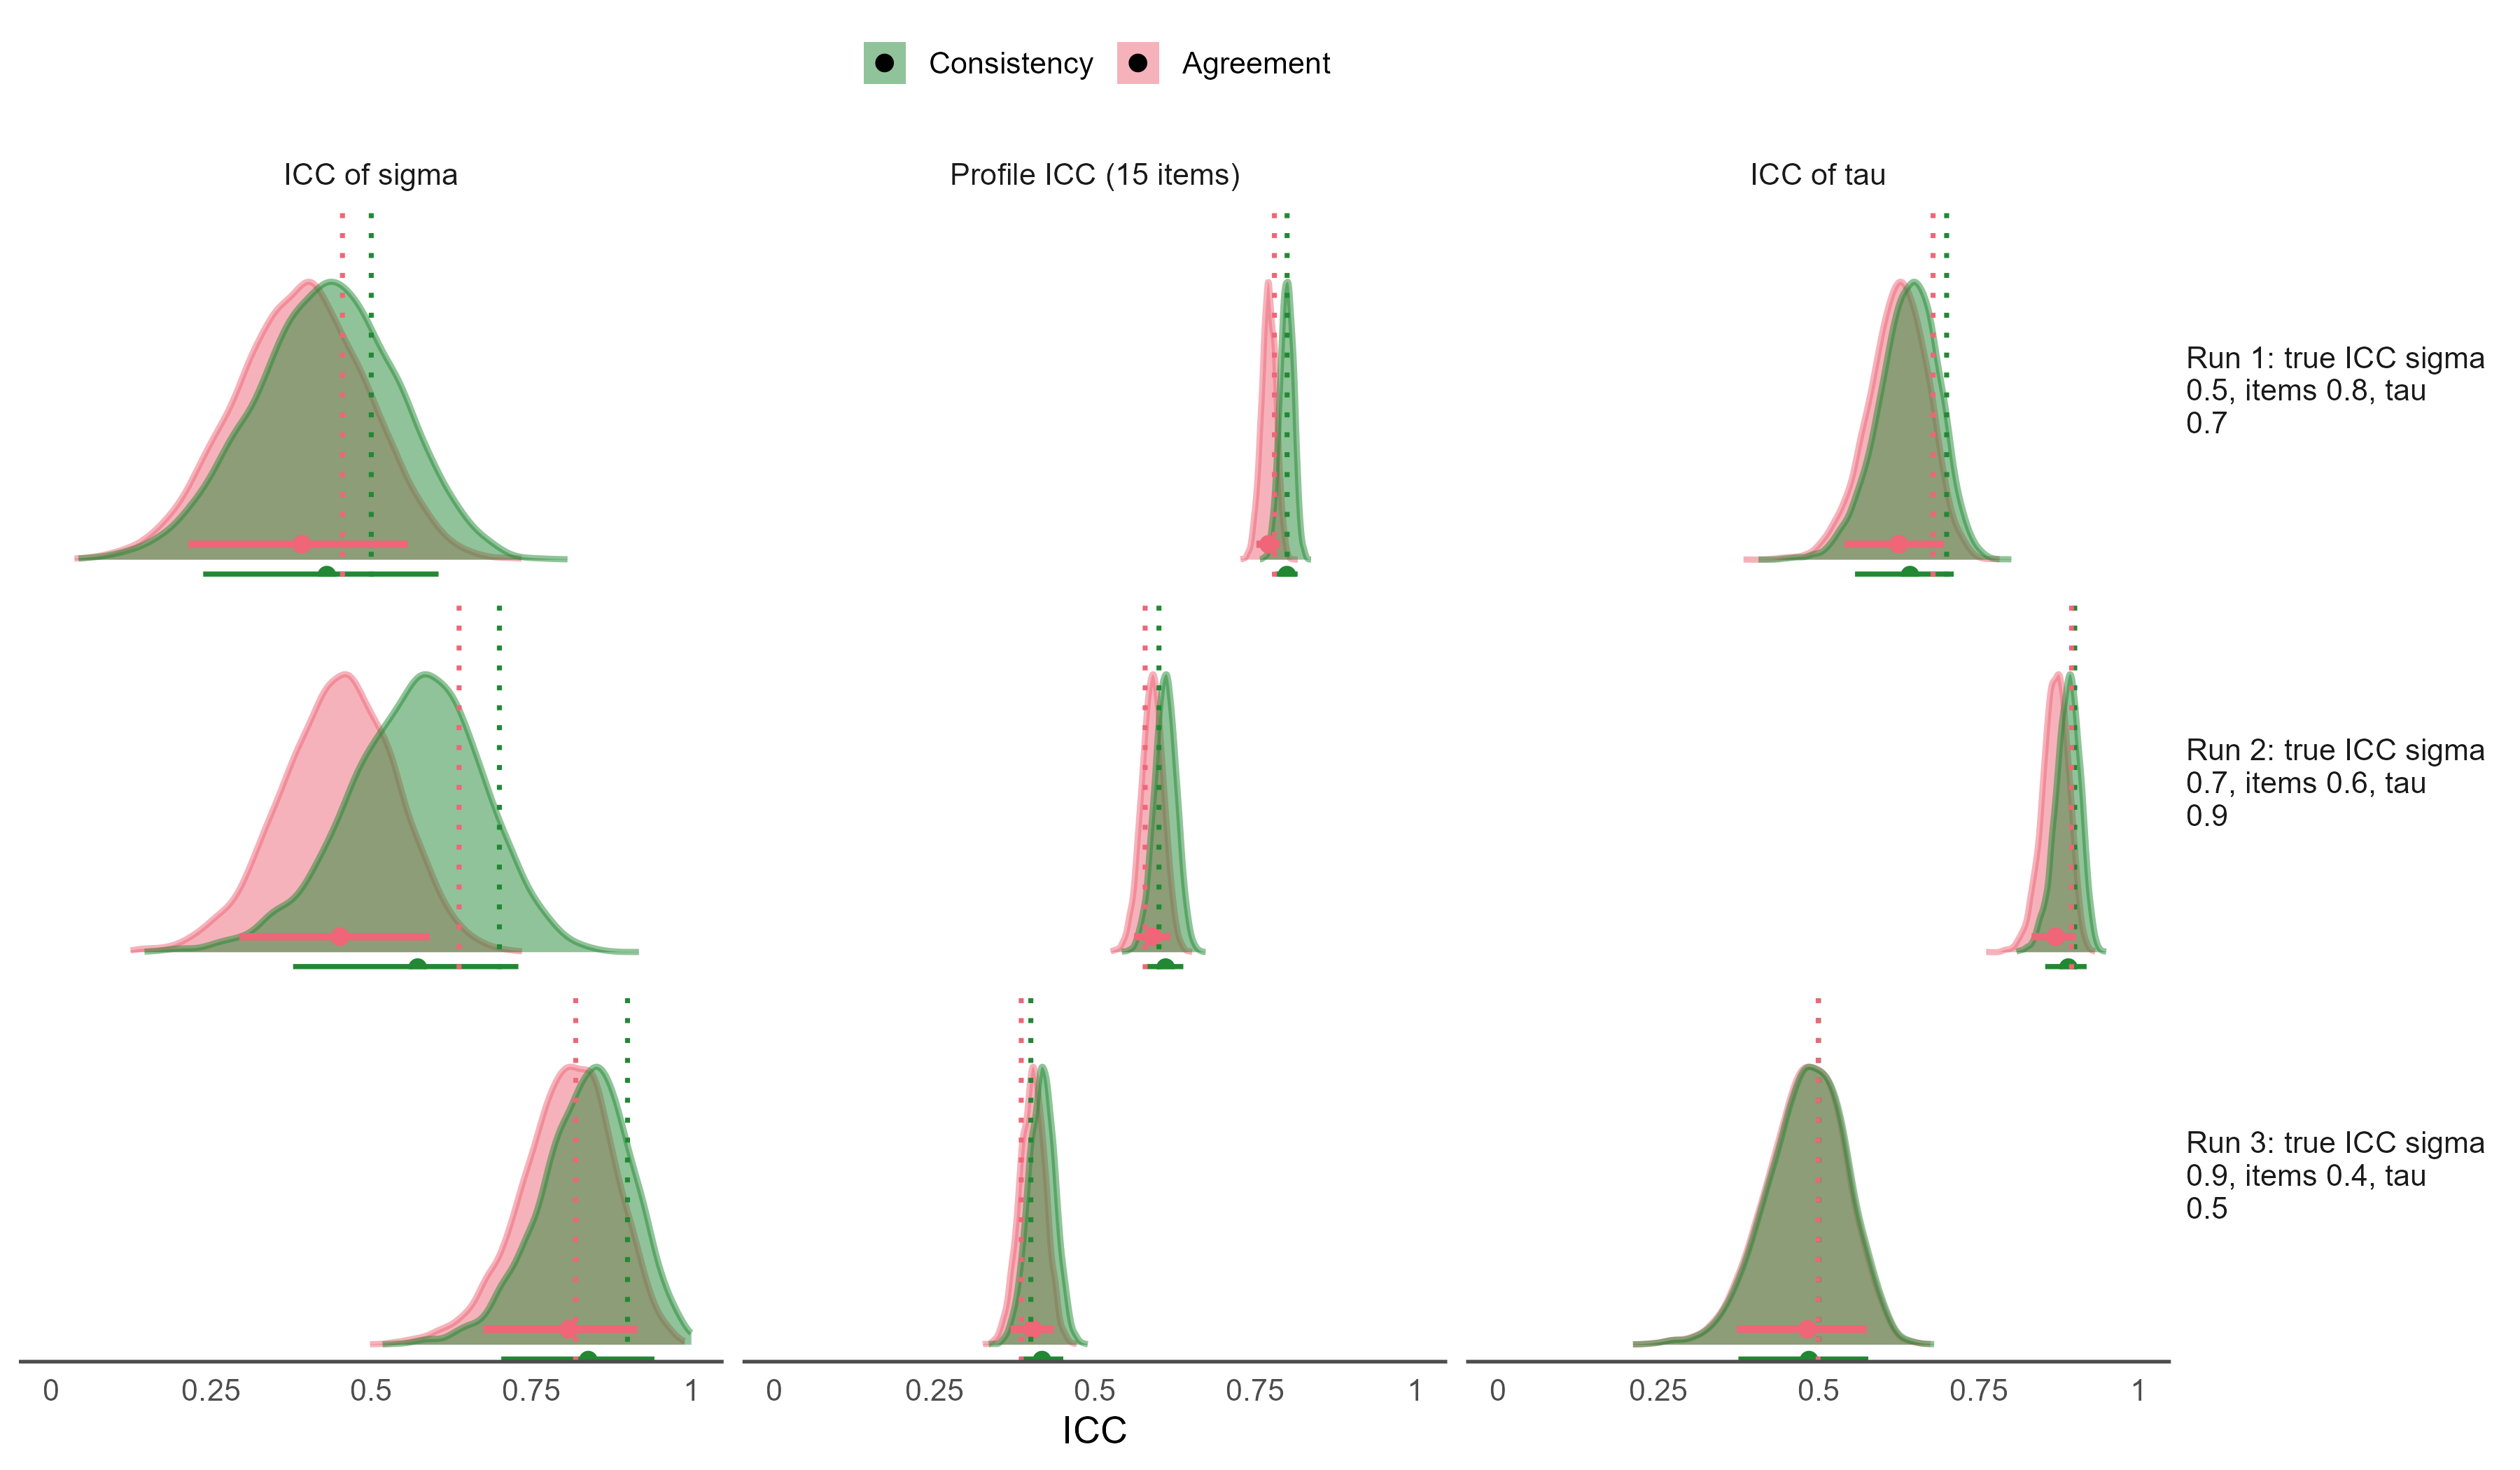 Consistency Agreement
ICC of sigma Profile ICC (15 items) ICC of tau
Run 1: true ICC sigma
0.5, items 0.8, tau
0.7
Run 2: true ICC sigma
0.7, items 0.6, tau
0.9
Run 3: true ICC sigma
0.9, items 0.4, tau
0.5
0 0.25 0.5 0.75 1 0 0.25 0.5 0.75 1 0 0.25 0.5 0.75 1
ICC